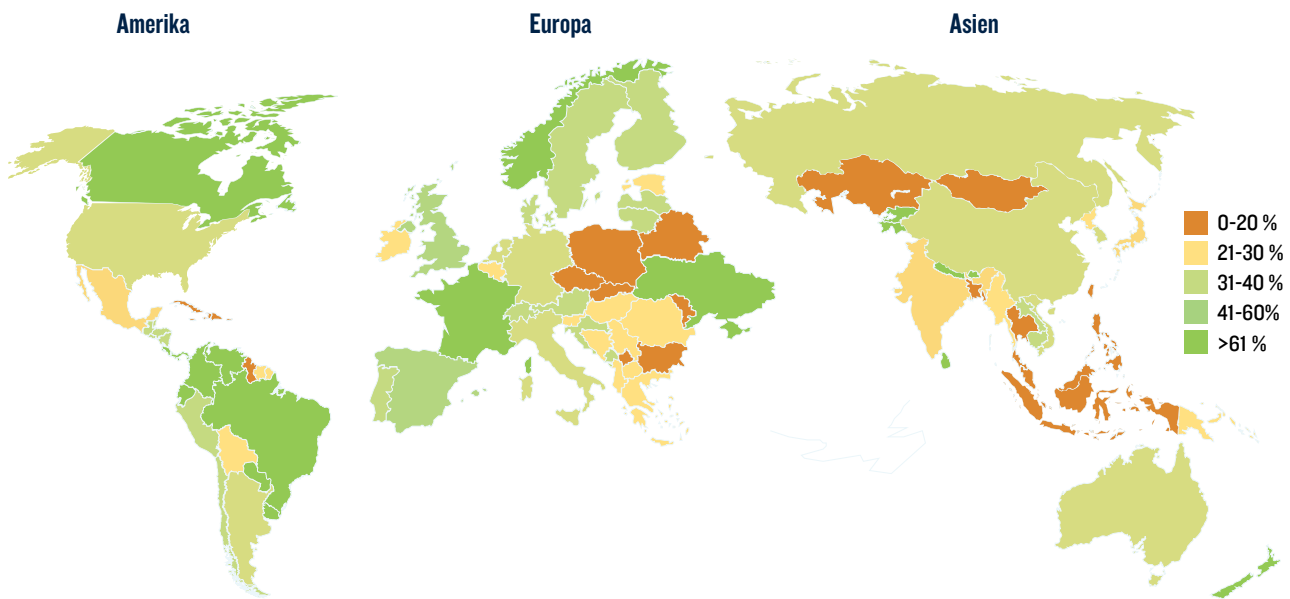 Amerika
Europa
Asien
0-20 %
21-30 %
31-40 %
41-60%
>61 %